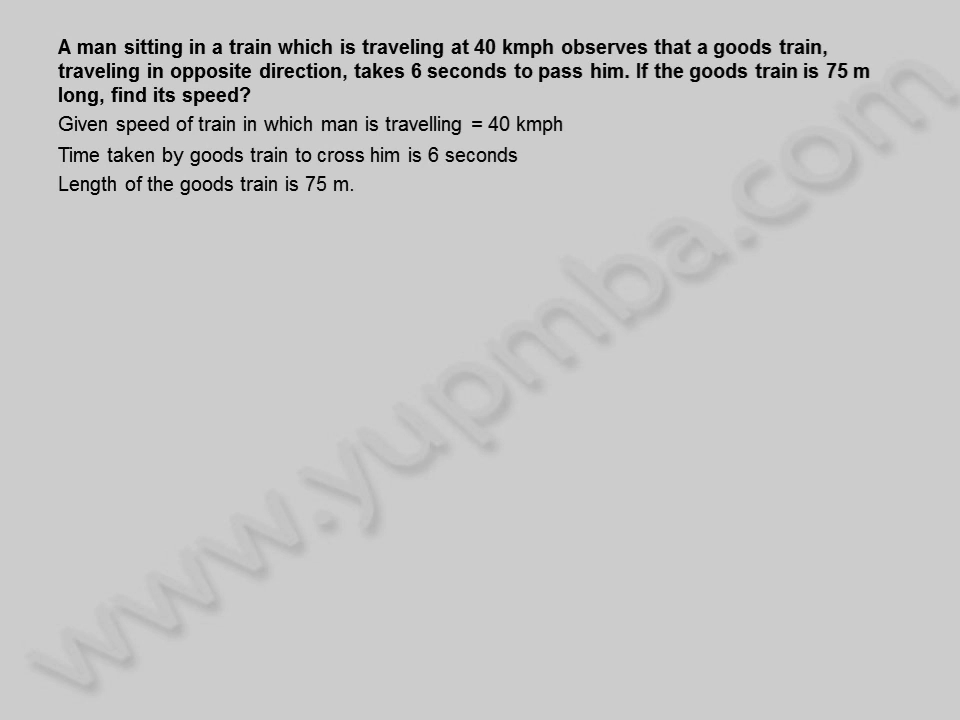 A man sitting in a train which is traveling at 40 kmph observes that a goods train,
traveling in opposite direction, takes 6 seconds to pass him. If the goods train is 75 m
long, find its speed?
Given speed of train in which man is travelling = 40 kmph
Time taken by goods train to cross him is 6 seconds
Length of the goods train is 75 m.
www.yupmba.com